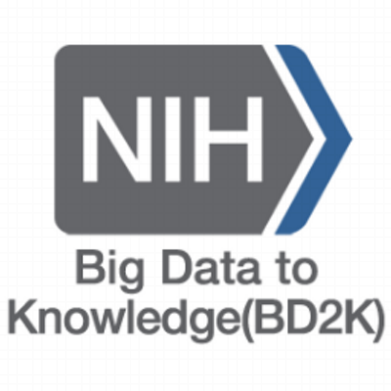 NIH
Big Data to
Knowledge(BD2K)